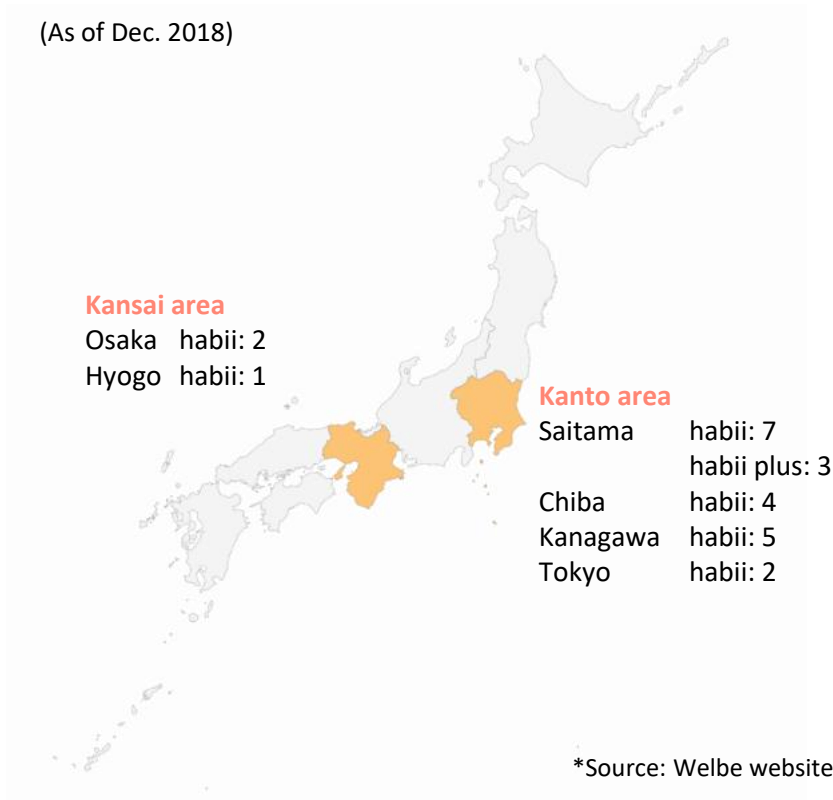 (As of Dec. 2018)
Kansai area
Osaka habii: 2
Hyogo habii: 1
Kanto area
Saitama habii: 7
habii plus: 3
Chiba habii: 4
Kanagawa habii: 5
Tokyo habii: 2
*Source: Welbe website